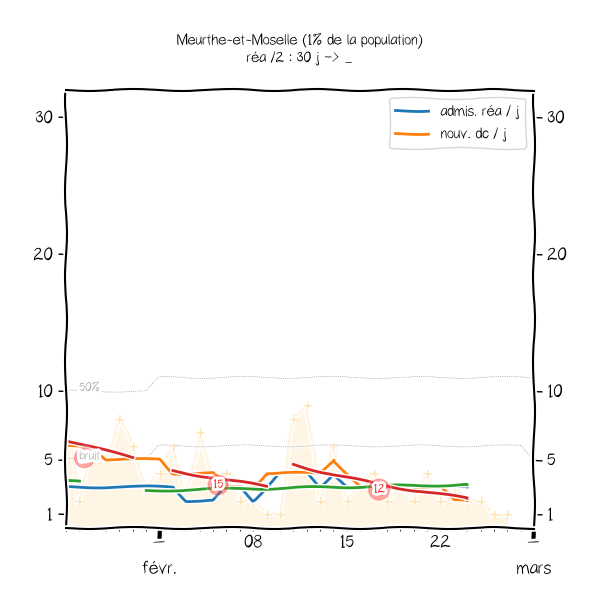 Meurthe-et-Moselle (1% de la population)
réa /2 : 30 j -> _
admis. réa / j
nouv. dc / j
30
30
20
20
10
50%
10
5
bruit
5
15
12
1
1
08
15
22
févr.
mars